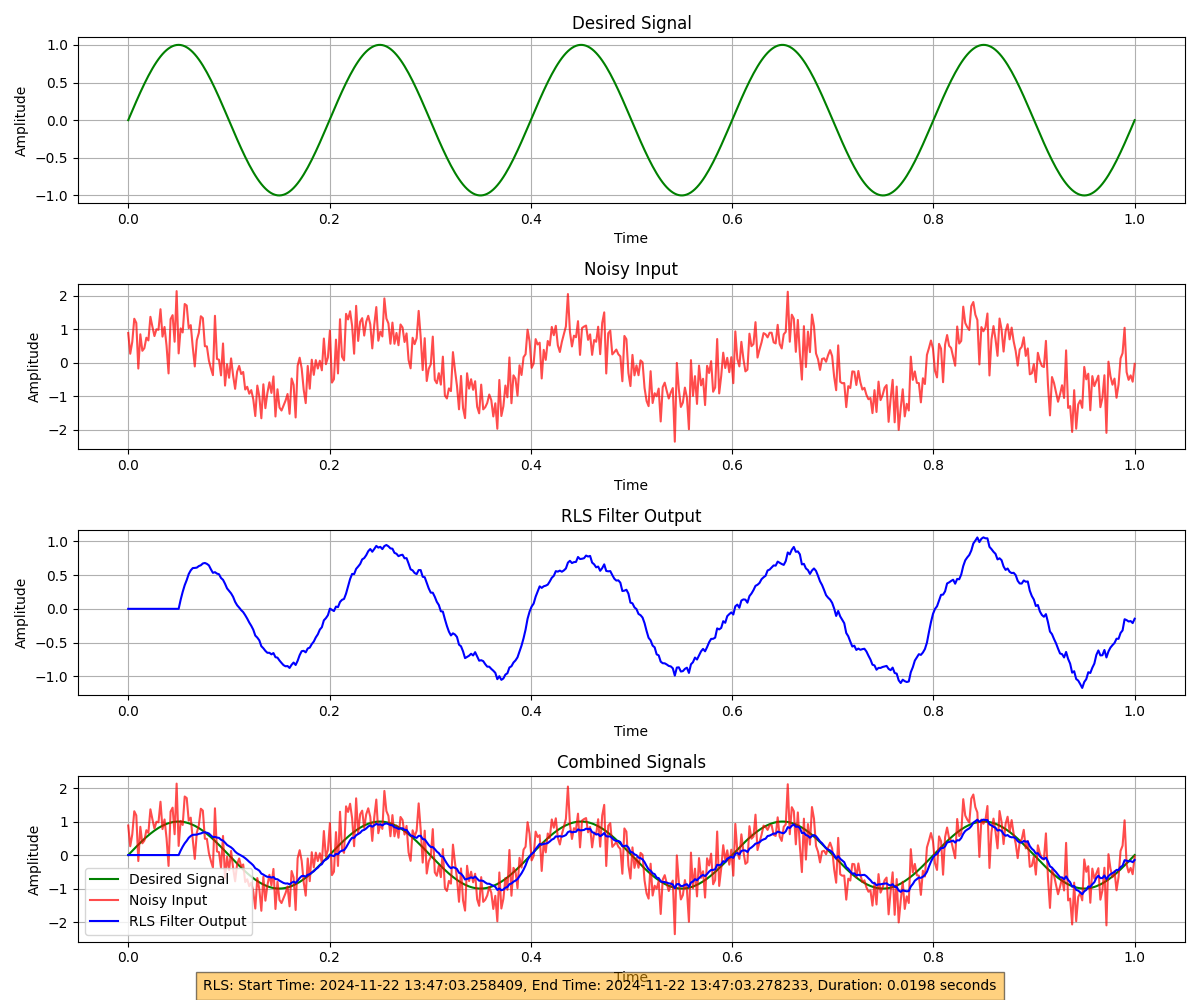 Desired Signal
1.0
0.5
0.0
−0.5
−1.0
Amplitude
0.0 0.2 0.4 0.6 0.8 1.0
Time
Noisy Input
2
1
0
−1
−2
Amplitude
0.0 0.2 0.4 0.6 0.8 1.0
Time
RLS Filter Output
1.0
0.5
0.0
−0.5
−1.0
Amplitude
0.0 0.2 0.4 0.6 0.8 1.0
Time
Combined Signals
2
1
0
−1
−2
Amplitude
Desired Signal
Noisy Input
RLS Filter Output
0.0 0.2 0.4 0.6 0.8 1.0
Time
RLS: Start Time: 2024-11-22 13:47:03.258409, End Time: 2024-11-22 13:47:03.278233, Duration: 0.0198 seconds